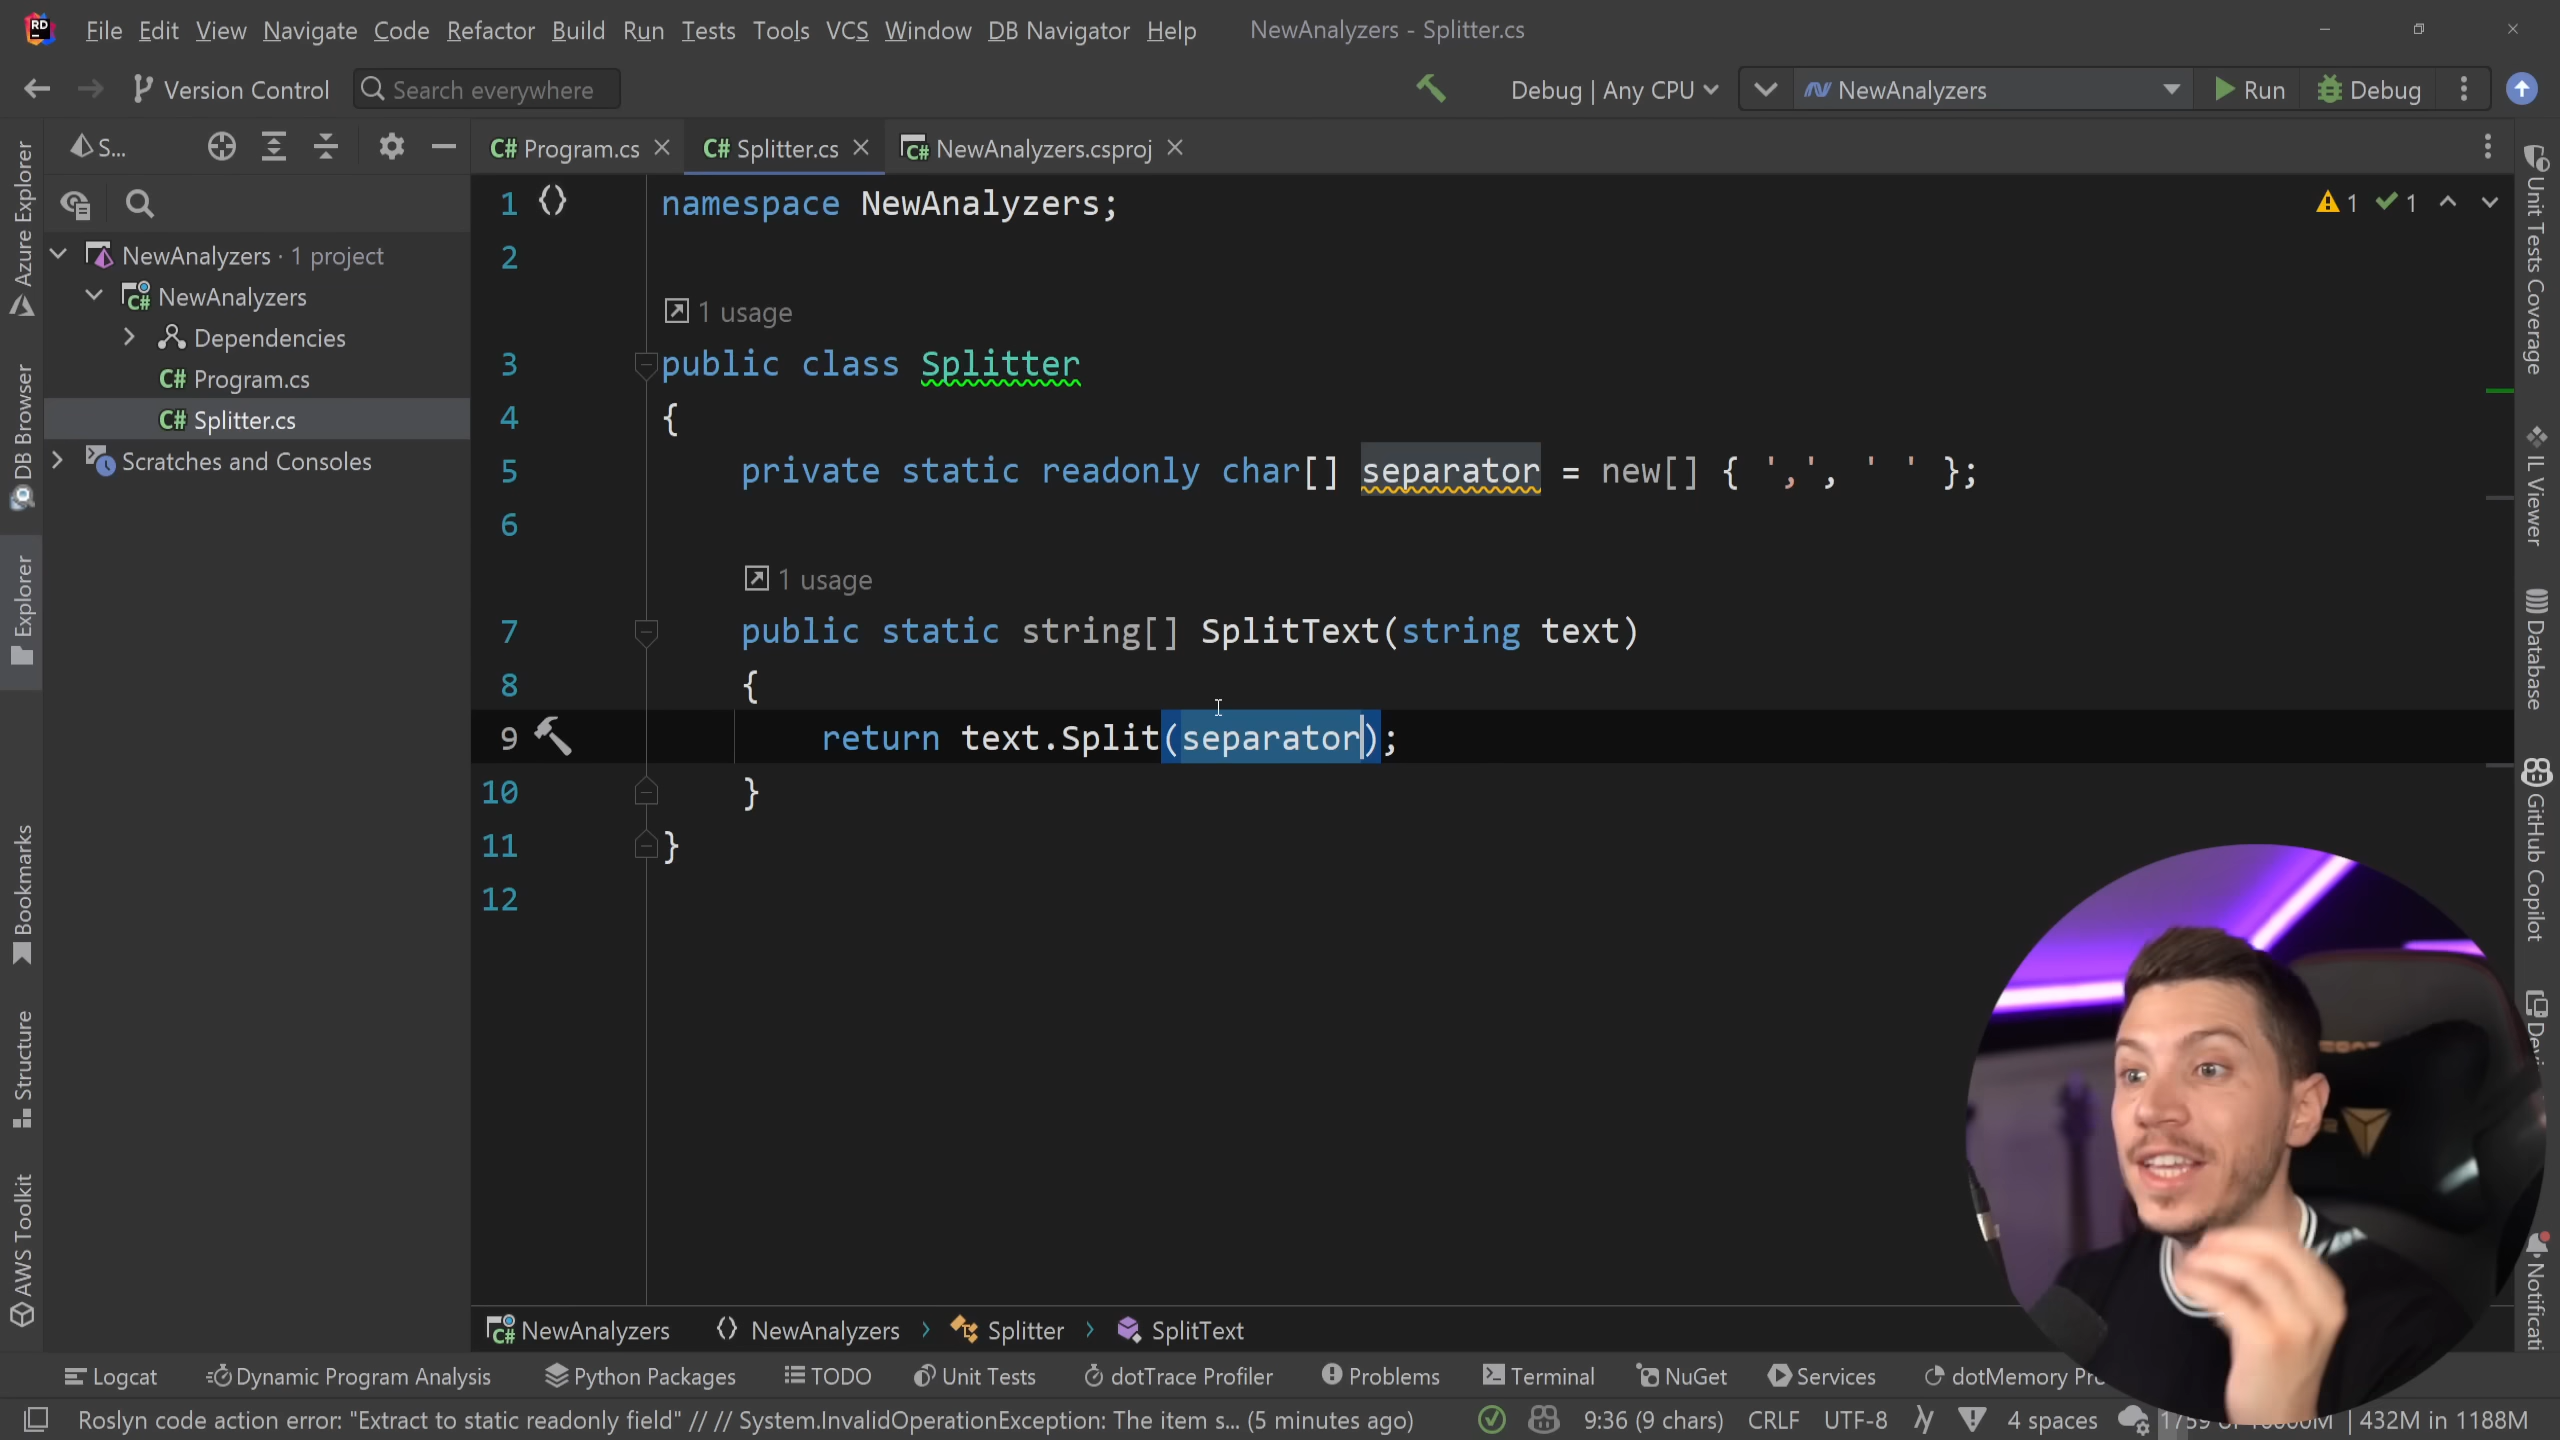 RD File Edit View Navigate Code Refactor Build Run Tests Tools VCS Window DB Navigator Help NewAnalyzers - Splitter.cs
Version Control Search everywhere Debug | Any CPU NewAnalyzers Run Debug
S... C# Program.cs C# Splitter.cs C# NewAnalyzers.csproj
NewAnalyzers · 1 project
C# NewAnalyzers
Dependencies
C# Program.cs
C# Splitter.cs
Scratches and Consoles
Azure Explorer
DB Browser
Explorer
Bookmarks
Structure
AWS Toolkit
1 namespace NewAnalyzers;
1 1
2
1 usage
3 public class Splitter
4 {
5 private static readonly char[] separator = new[] { ',', ' ' };
6
1 usage
7 public static string[] SplitText(string text)
8 {
9 return text.Split(separator);
10 }
11 }
12
Unit Tests Coverage
IL Viewer
Database
GitHub Copilot
Notificati
C# NewAnalyzers NewAnalyzers › Splitter › SplitText
Logcat Dynamic Program Analysis Python Packages TODO Unit Tests dotTrace Profiler Problems Terminal NuGet Services dotMemory
Roslyn code action error: "Extract to static readonly field" // // System.InvalidOperationException: The item s... (5 minutes ago) 9:36 (9 chars) CRLF UTF-8 4 spaces | 432M in 1188M